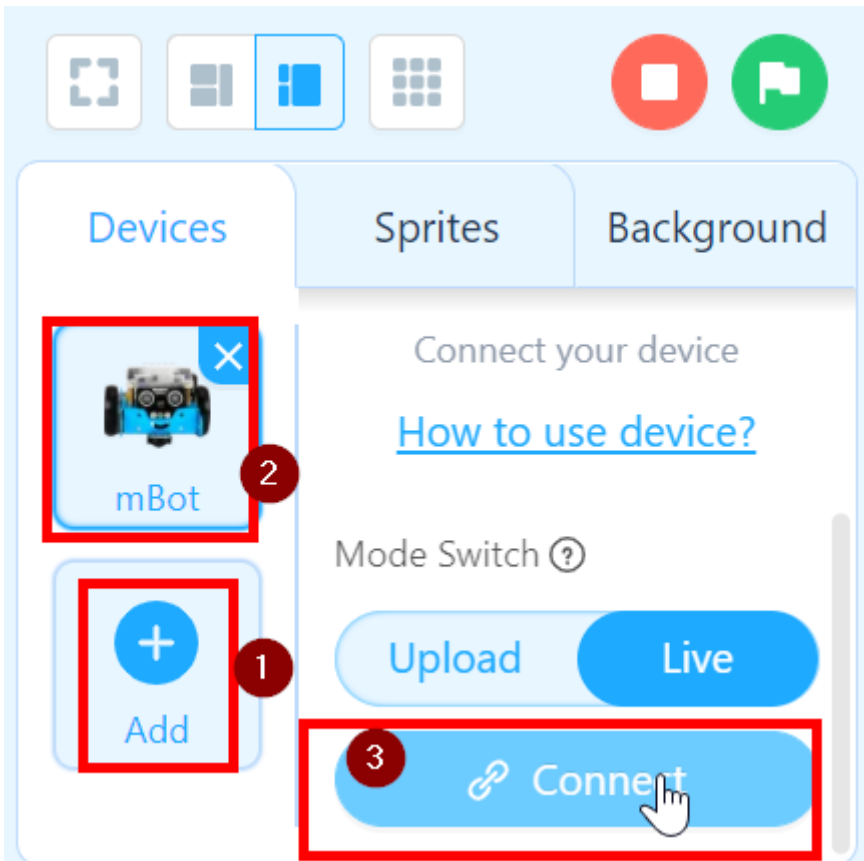 Devices
Sprites
Background
Connect your device
How to use device?
mBot
2
Mode Switch ?
Upload
Live
1
Add
3
Connect